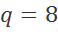 q = 8